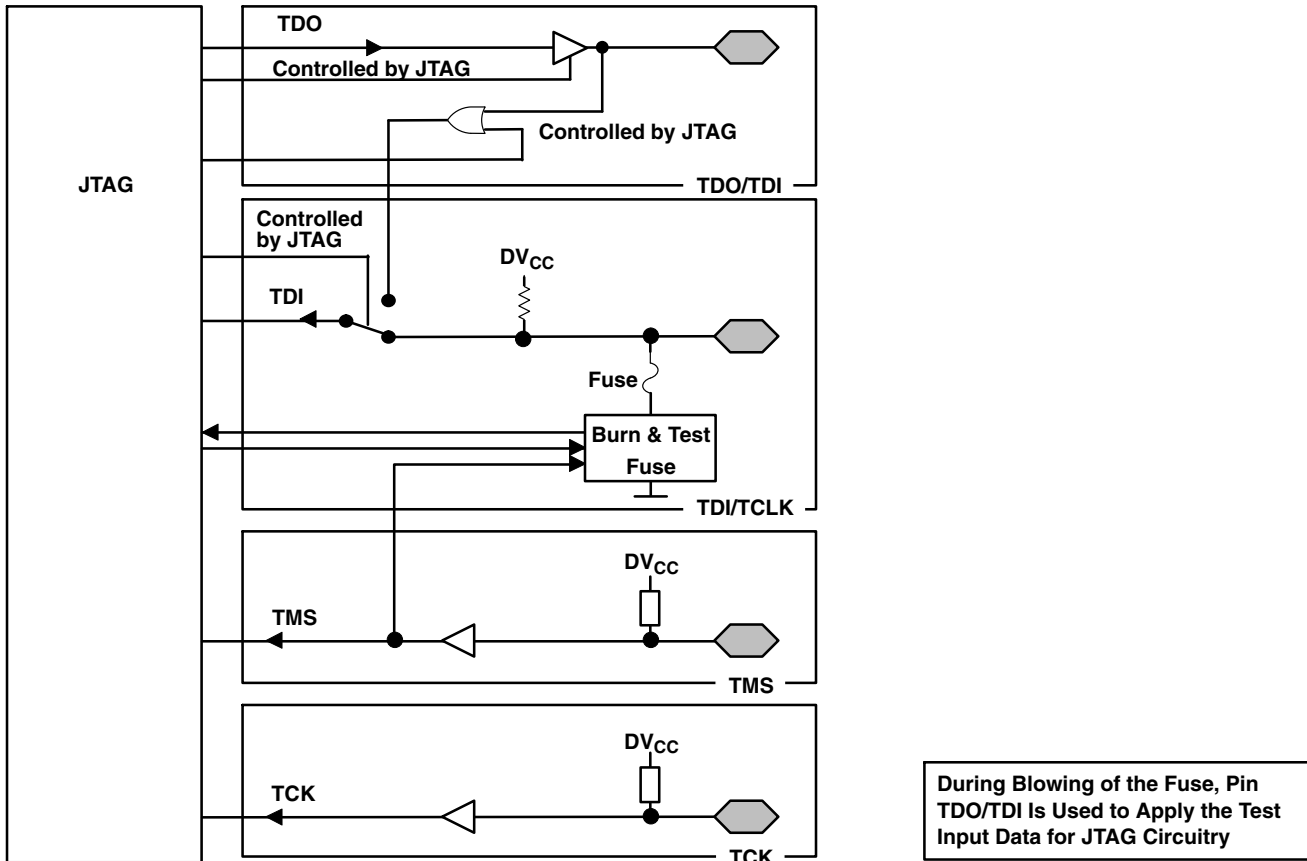 TDO
Controlled by JTAG
Controlled by JTAG
JTAG
TDO/TDI
Controlled
by JTAG
DVCC
TDI
Fuse
Burn & Test
Fuse
TDI/TCLK
DVCC
TMS
TMS
DVCC
TCK
TCK
During Blowing of the Fuse, Pin
TDO/TDI Is Used to Apply the Test
Input Data for JTAG Circuitry